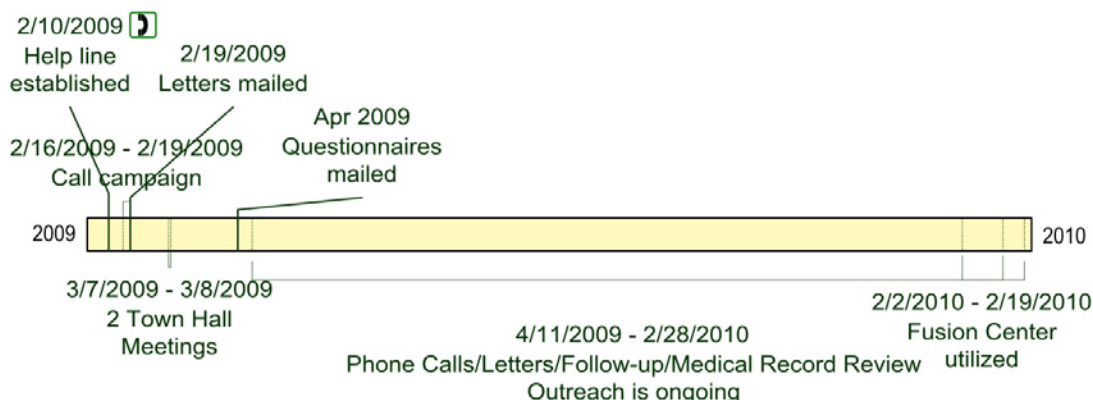 2/10/2009
Help line
established
2/19/2009
Letters mailed
Apr 2009
Questionnaires
mailed
2/16/2009 - 2/19/2009
Call campaign
2009
2010
3/7/2009 - 3/8/2009
2 Town Hall
Meetings
4/11/2009 - 2/28/2010
Phone Calls/Letters/Follow-up/Medical Record Review
Outreach is ongoing
2/2/2010 - 2/19/2010
Fusion Center
utilized